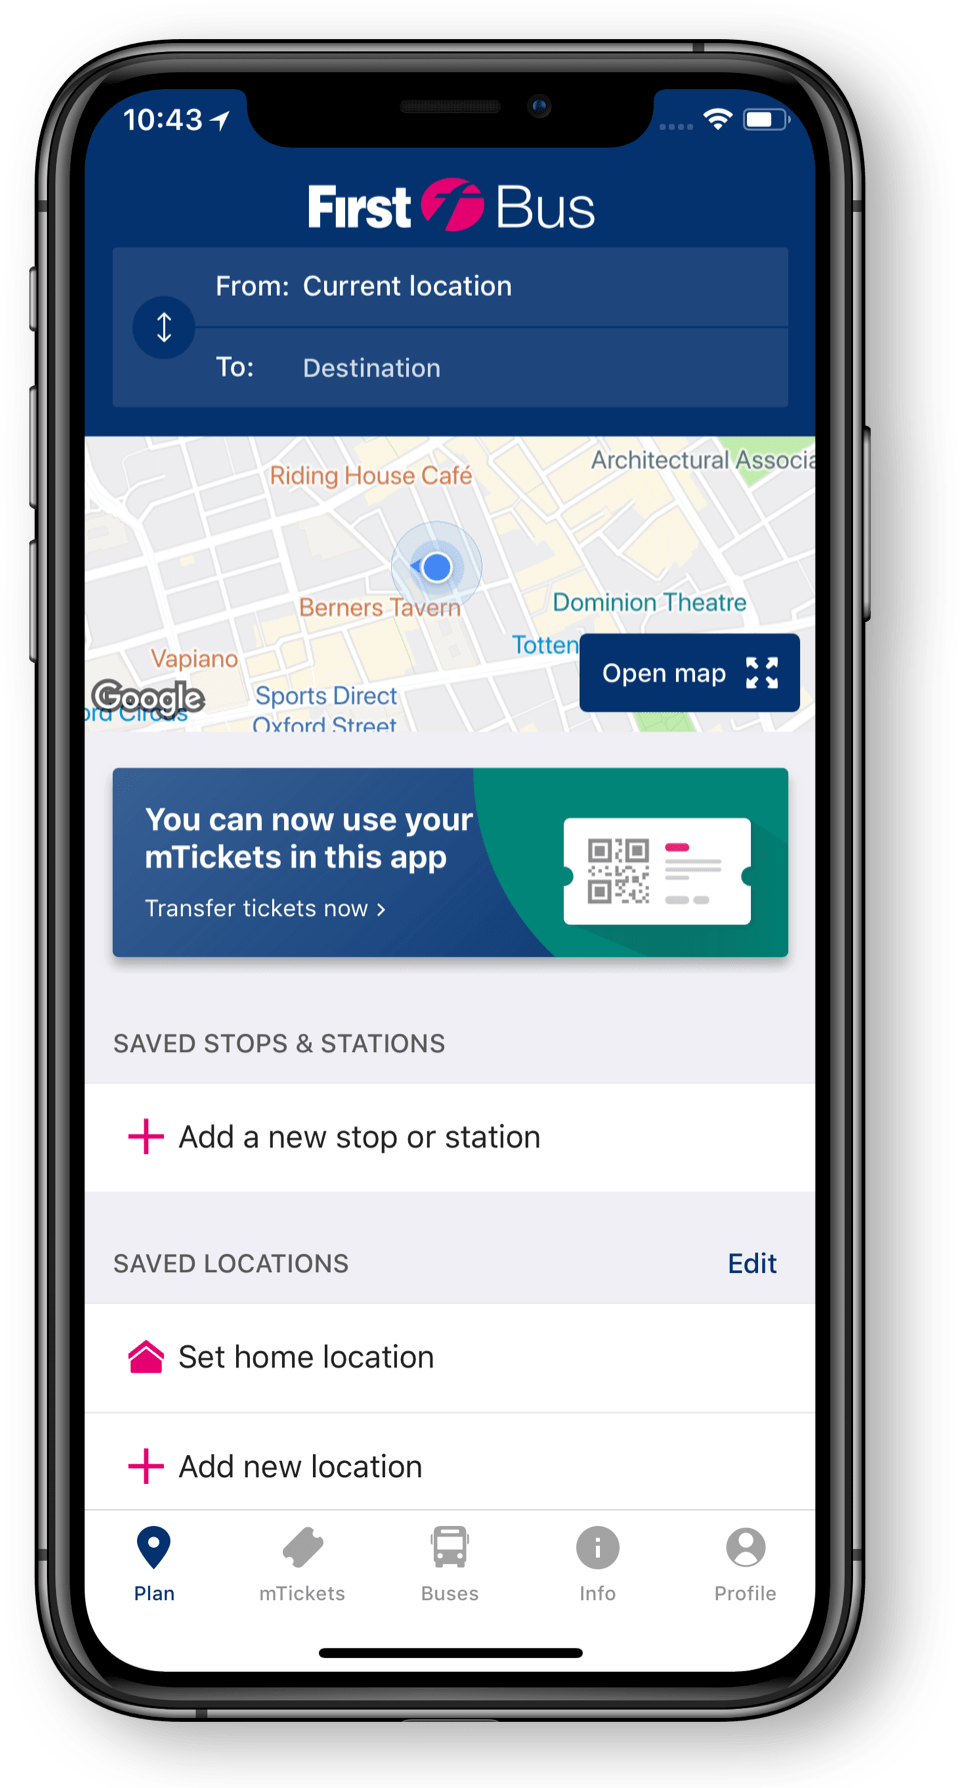 10:43
First Bus
From: Current location
To: Destination
Riding House Café
Architectural Associa
Berners Tavern
Dominion Theatre
Totten
Open map
Vapiano
Google
ord Circus
Sports Direct
Oxford Street
You can now use your
mTickets in this app
Transfer tickets now >
SAVED STOPS & STATIONS
Add a new stop or station
SAVED LOCATIONS
Edit
Set home location
Add new location
Plan
mTickets
Buses
Info
Profile